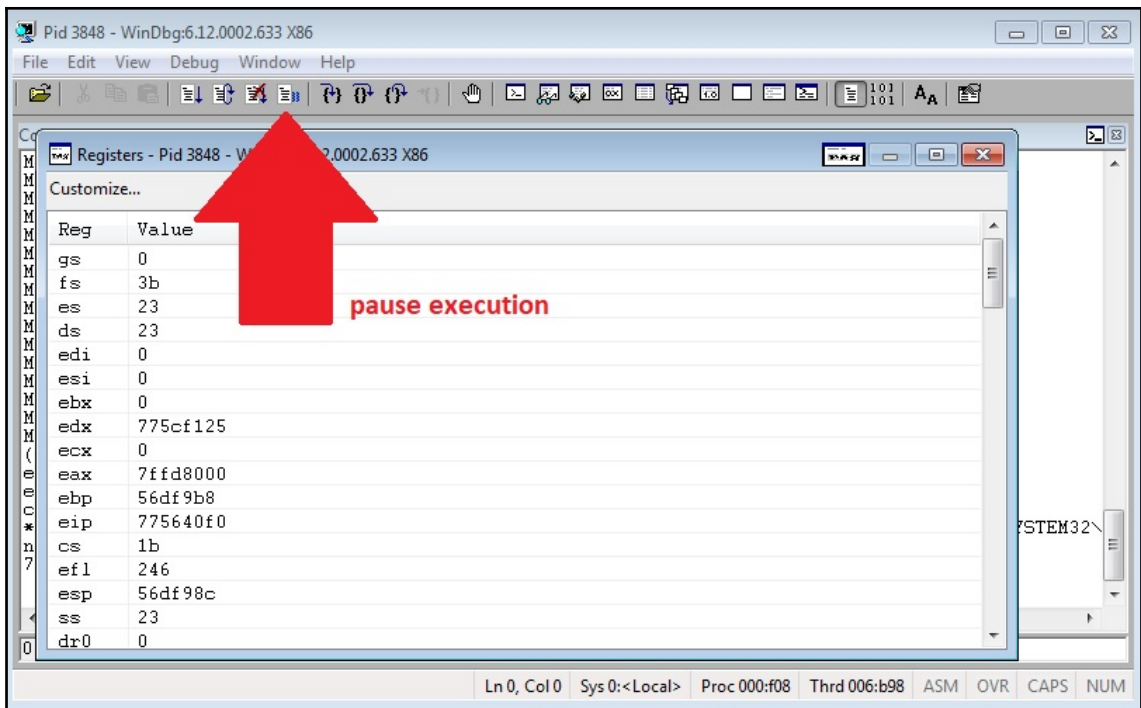 Pid 3848 - WinDbg:6.12.0002.633 X86
File Edit View Debug Window Help
Registers - Pid 3848 - W .0002.633 X86
Customize...
Reg Value
gs 0
fs 3b
es 23
ds 23
edi 0
esi 0
ebx 0
edx 775cf125
ecx 0
eax 7ffd8000
ebp 56df9b8
eip 775640f0
cs 1b
efl 246
esp 56df98c
ss 23
dr0 0
pause execution
YSTEM32\
Ln 0, Col 0 Sys 0:<Local> Proc 000:f08 Thrd 006:b98 ASM OVR CAPS NUM